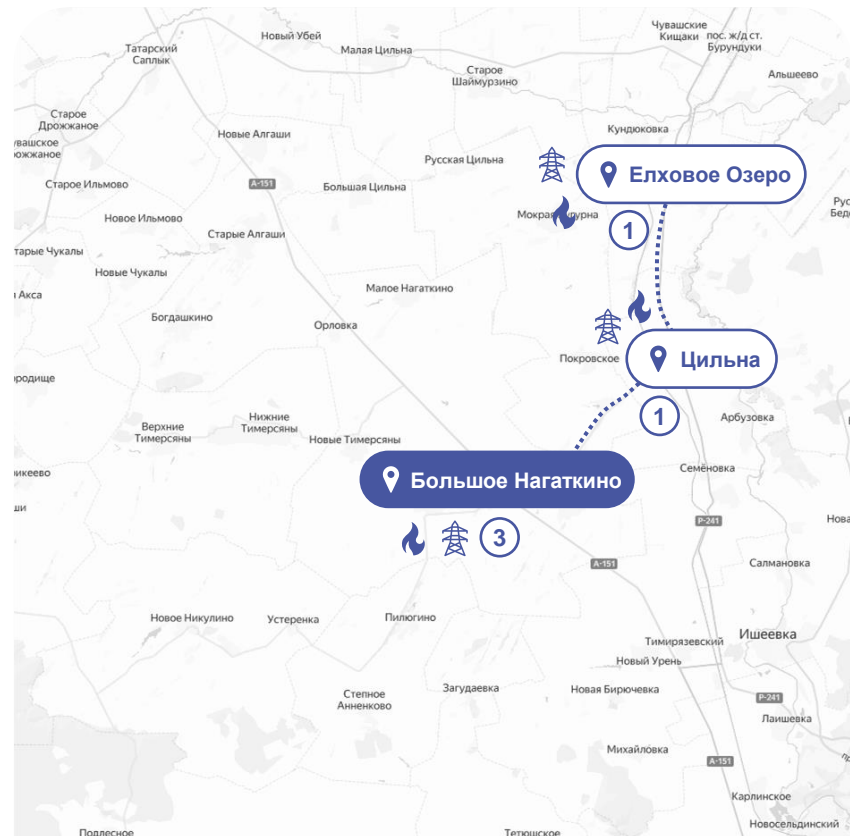 Чувашские
Кищаки
пос. ж/д ст.
Бурундуки
Новый Убей
Татарский
Саплык
Малая Цильна
Старое
Шаймурзино
Альшеево
Старое
Дрожжаное
Новые Алгаши
Кундюковка
Русская Цильна
Елховое Озеро
Старое Ильмово
А-151
Большая Цильна
Новое Ильмово
1
Старые Алгаши
Новые Чукалы
Малое Нагаткино
Богдашкино
Орловка
Покровское
Цильна
Верхние
Тимерсяны
Нижние
Тимерсяны
Новые Тимерсяны
1
Арбузовка
Семёновка
Большое Нагаткино
3
Р-241
А-151
Салмановка
Новое Никулино
Устеренка
Пилюгино
Тимирязевский
Ишеевка
Новый Урень
Степное
Анненково
Загудаевка
Новая Бирючевка
Р-241
Лаишевка
Михайловка
А-151
Карлинское
Новосельдинский
Подлесное
Тетюшское